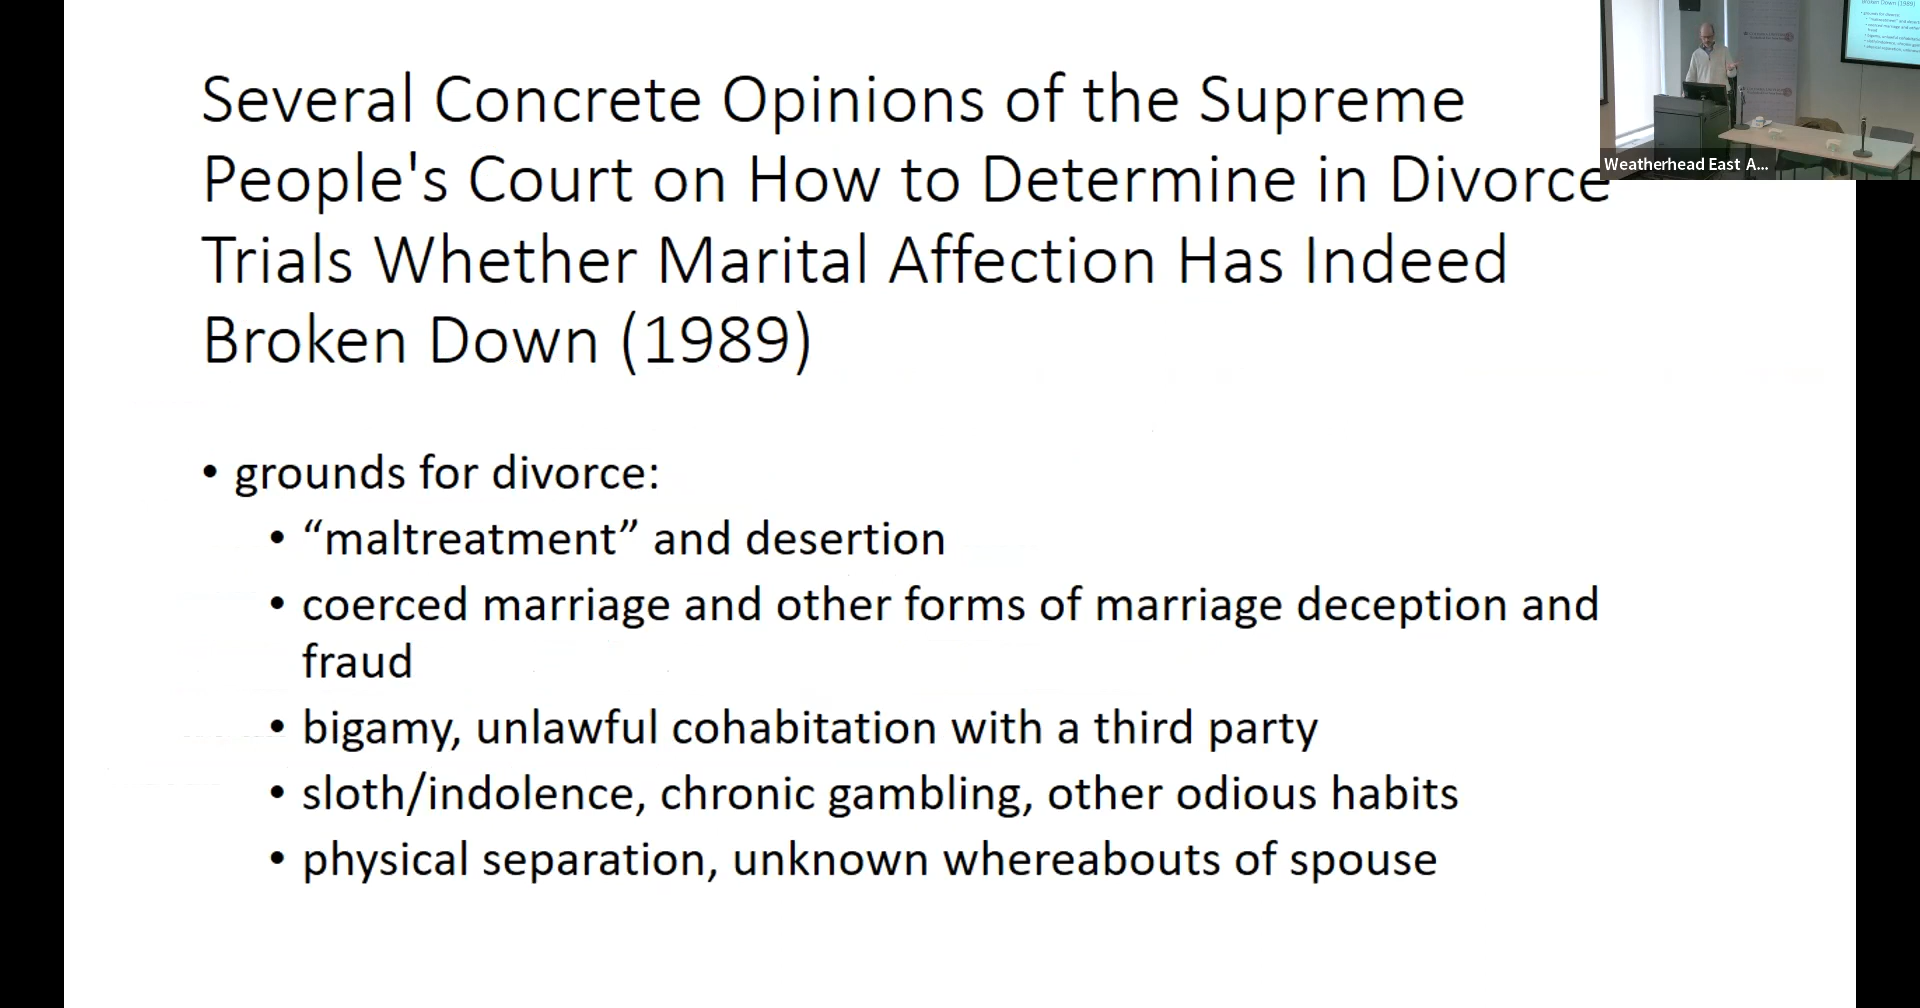 Several Concrete Opinions of the Supreme
People's Court on How to Determine in Divorce
Trials Whether Marital Affection Has Indeed
Broken Down (1989)
• grounds for divorce:
• “maltreatment” and desertion
• coerced marriage and other forms of marriage deception and
fraud
• bigamy, unlawful cohabitation with a third party
• sloth/indolence, chronic gambling, other odious habits
• physical separation, unknown whereabouts of spouse
Weatherhead East A...